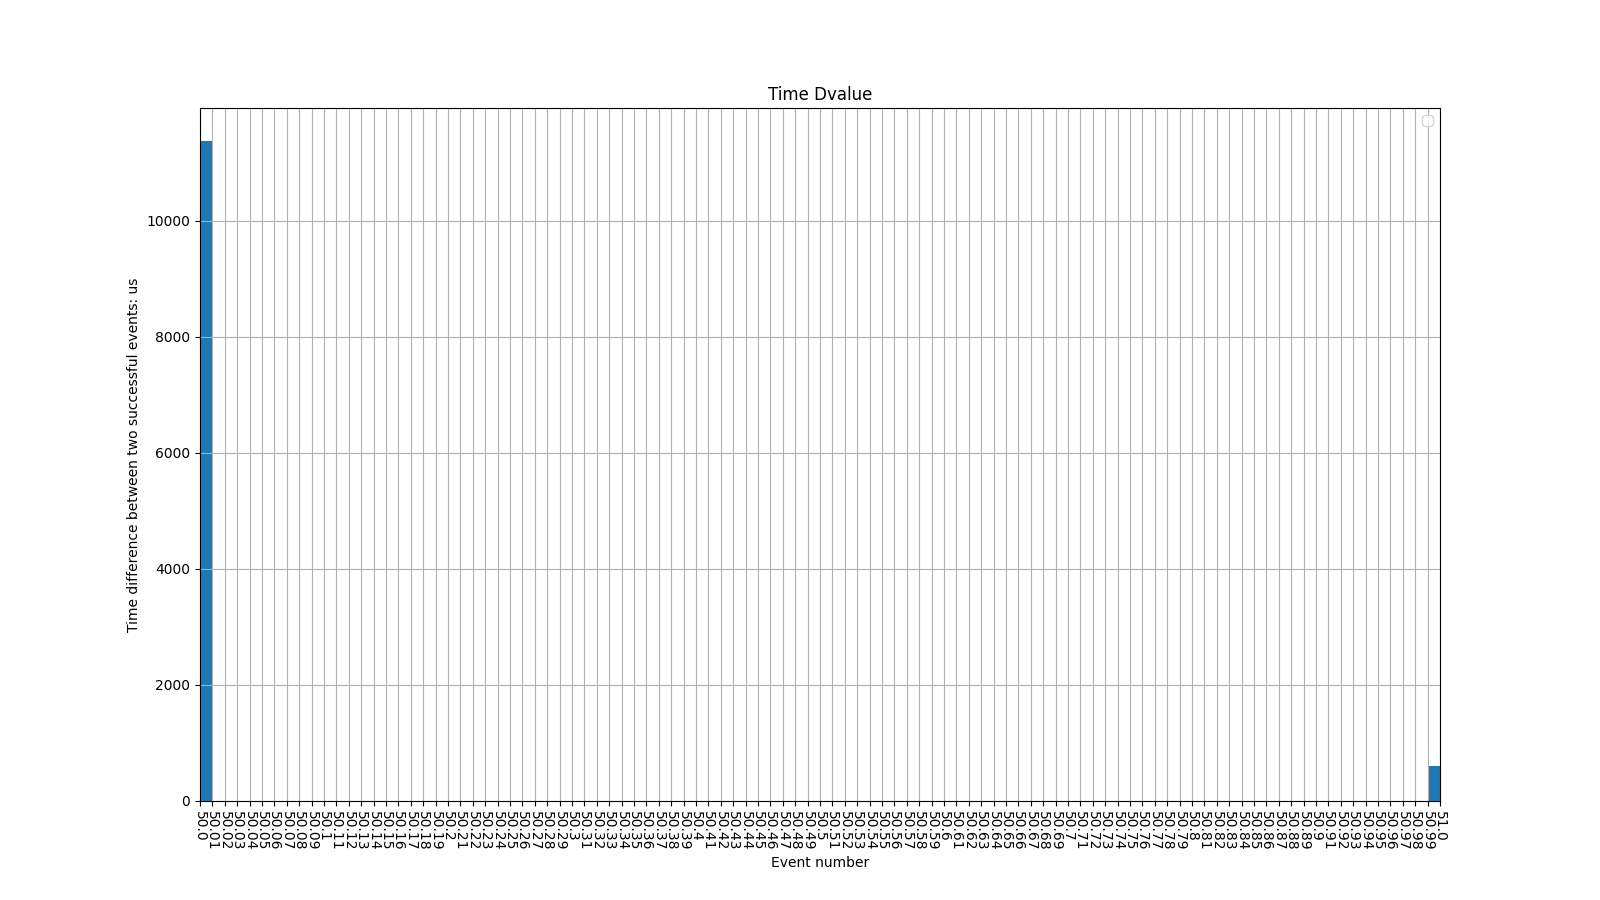 Time Dvalue
Time difference between two successful events: us
10000
8000
6000
4000
2000
0
50.0 50.01 50.02 50.03 50.04 50.05 50.06 50.07 50.08 50.09 50.1 50.11 50.12 50.13 50.14 50.15 50.16 50.17 50.18 50.19 50.2 50.21 50.22 50.23 50.24 50.25 50.26 50.27 50.28 50.29 50.3 50.31 50.32 50.33 50.34 50.35 50.36 50.37 50.38 50.39 50.4 50.41 50.42 50.43 50.44 50.45 50.46 50.47 50.48 50.49 50.5 50.51 50.52 50.53 50.54 50.55 50.56 50.57 50.58 50.59 50.6 50.61 50.62 50.63 50.64 50.65 50.66 50.67 50.68 50.69 50.7 50.71 50.72 50.73 50.74 50.75 50.76 50.77 50.78 50.79 50.8 50.81 50.82 50.83 50.84 50.85 50.86 50.87 50.88 50.89 50.9 50.91 50.92 50.93 50.94 50.95 50.96 50.97 50.98 50.99 51.0
Event number